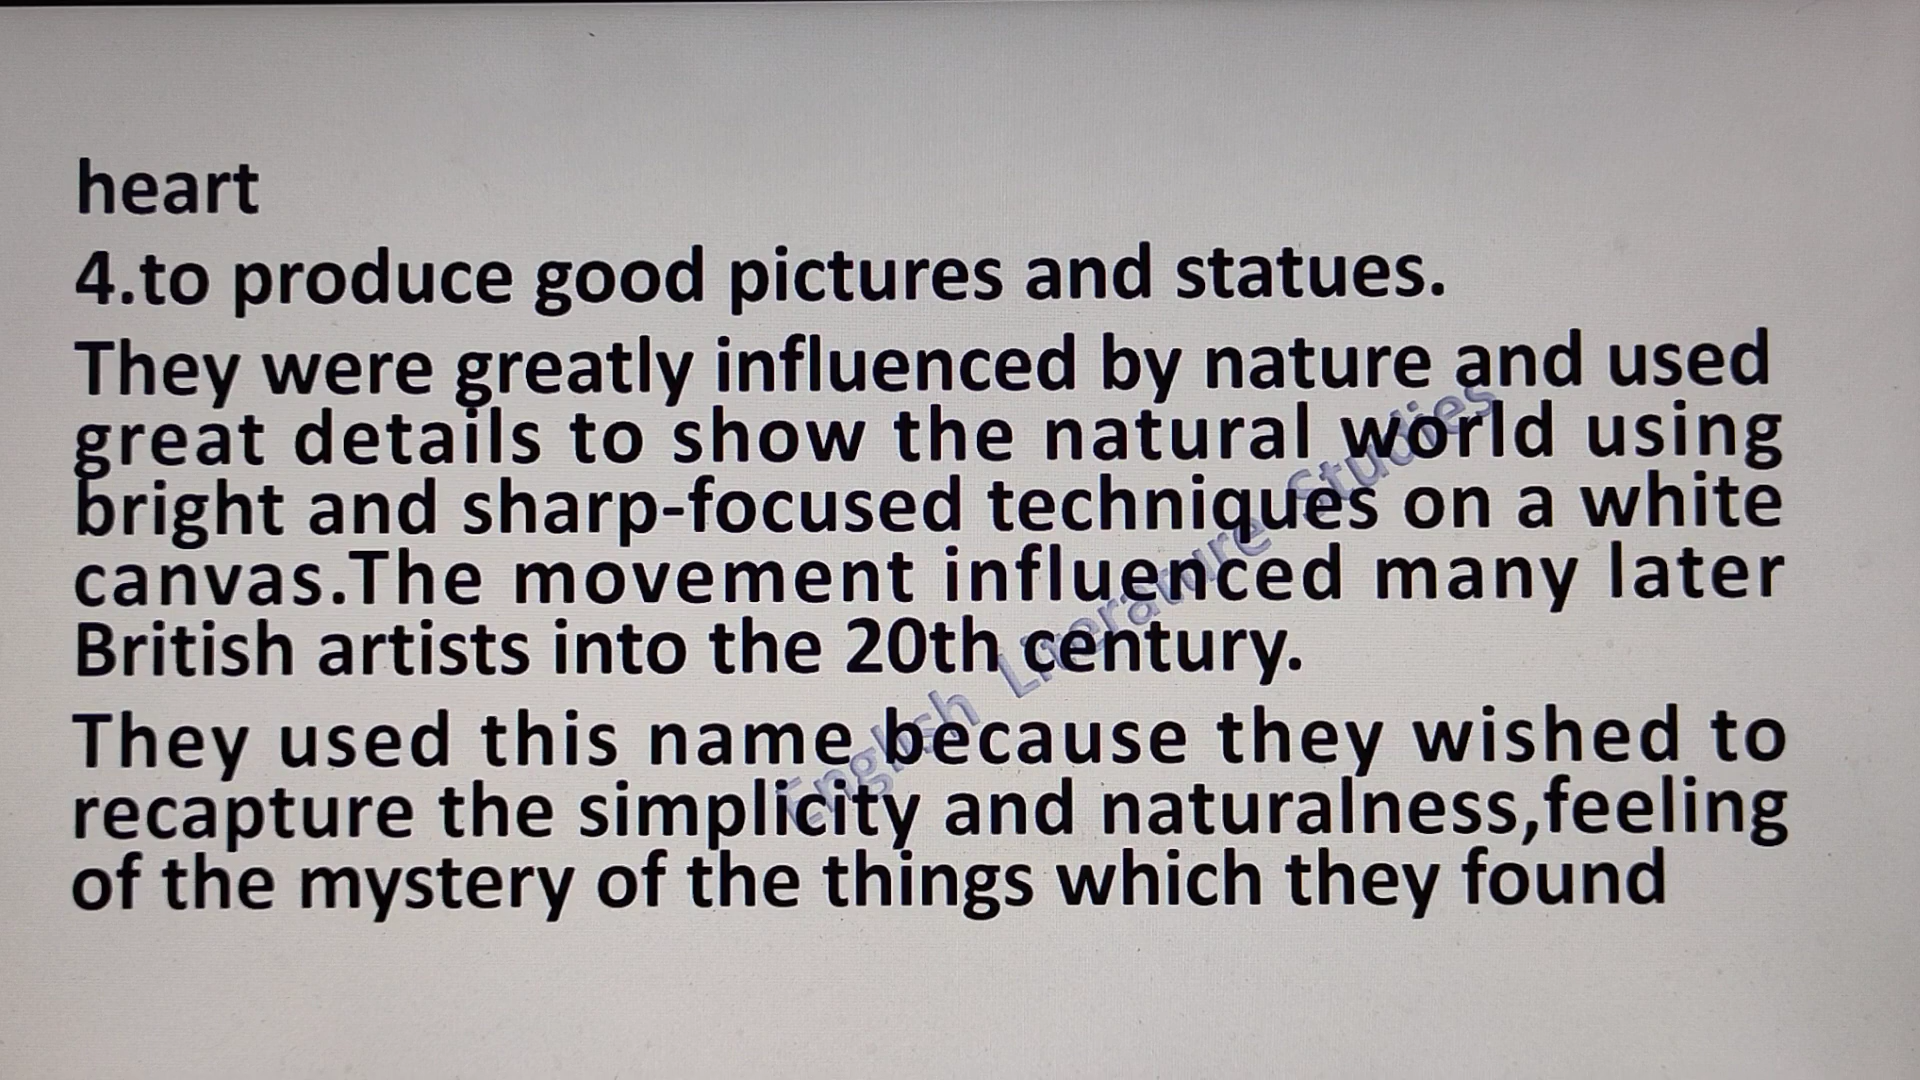 heart
4.to produce good pictures and statues.
They were greatly influenced by nature and used
great details to show the natural world using
bright and sharp-focused techniques on a white
canvas.The movement influenced many later
British artists into the 20th century.
They used this name because they wished to
recapture the simplicity and naturalness,feeling
of the mystery of the things which they found
English Literature Studies